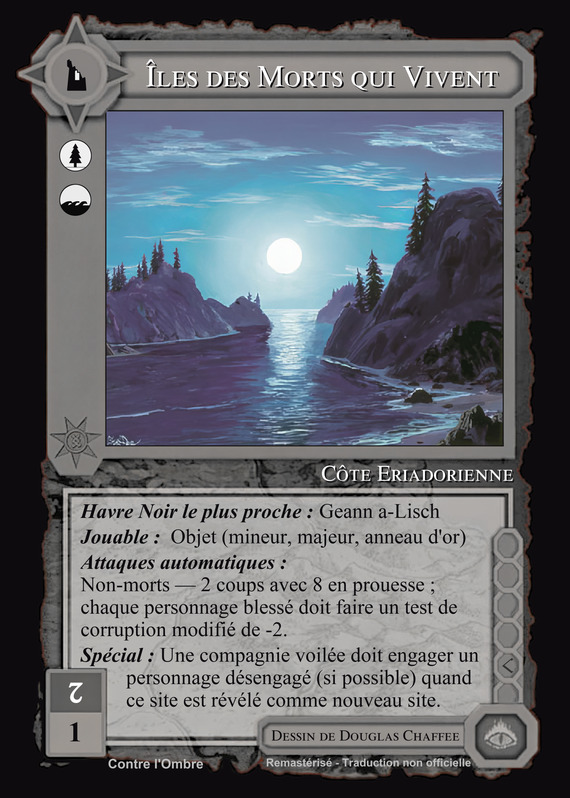 Îles des Morts qui Vivent
Côte Eriadorienne
Havre Noir le plus proche : Geann a-Lisch
Jouable : Objet (mineur, majeur, anneau d'or)
Attaques automatiques :
Non-morts — 2 coups avec 8 en prouesse ;
chaque personnage blessé doit faire un test de
corruption modifié de -2.
Spécial : Une compagnie voilée doit engager un
personnage désengagé (si possible) quand
ce site est révélé comme nouveau site.
2
1
Dessin de Douglas Chaffee
Contre l'Ombre
Remastérisé - Traduction non officielle